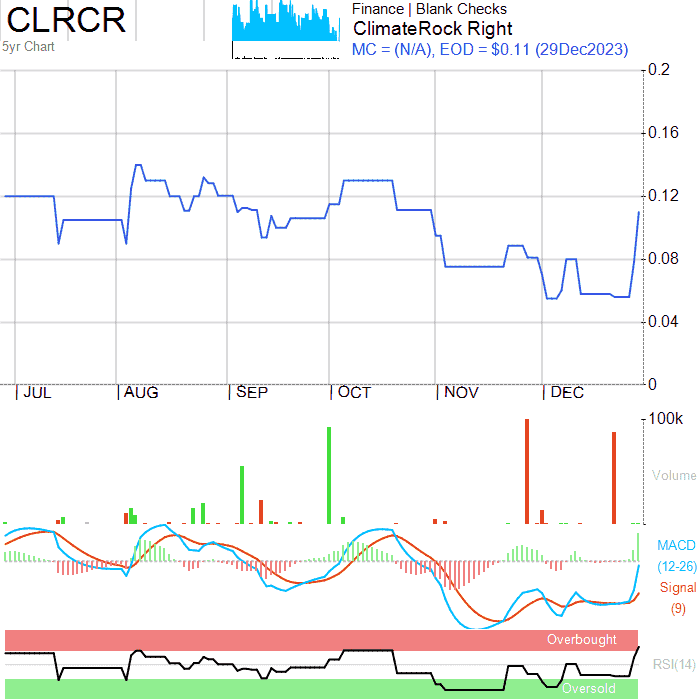 CLRCR
5yr Chart
Finance | Blank Checks
ClimateRock Right
MC = (N/A), EOD = $0.11 (29Dec2023)
0.2
0.16
0.12
0.08
0.04
0
JUL AUG SEP OCT NOV DEC
100k
Volume
MACD
(12-26)
Signal
(9)
Overbought
RSI(14)
Oversold